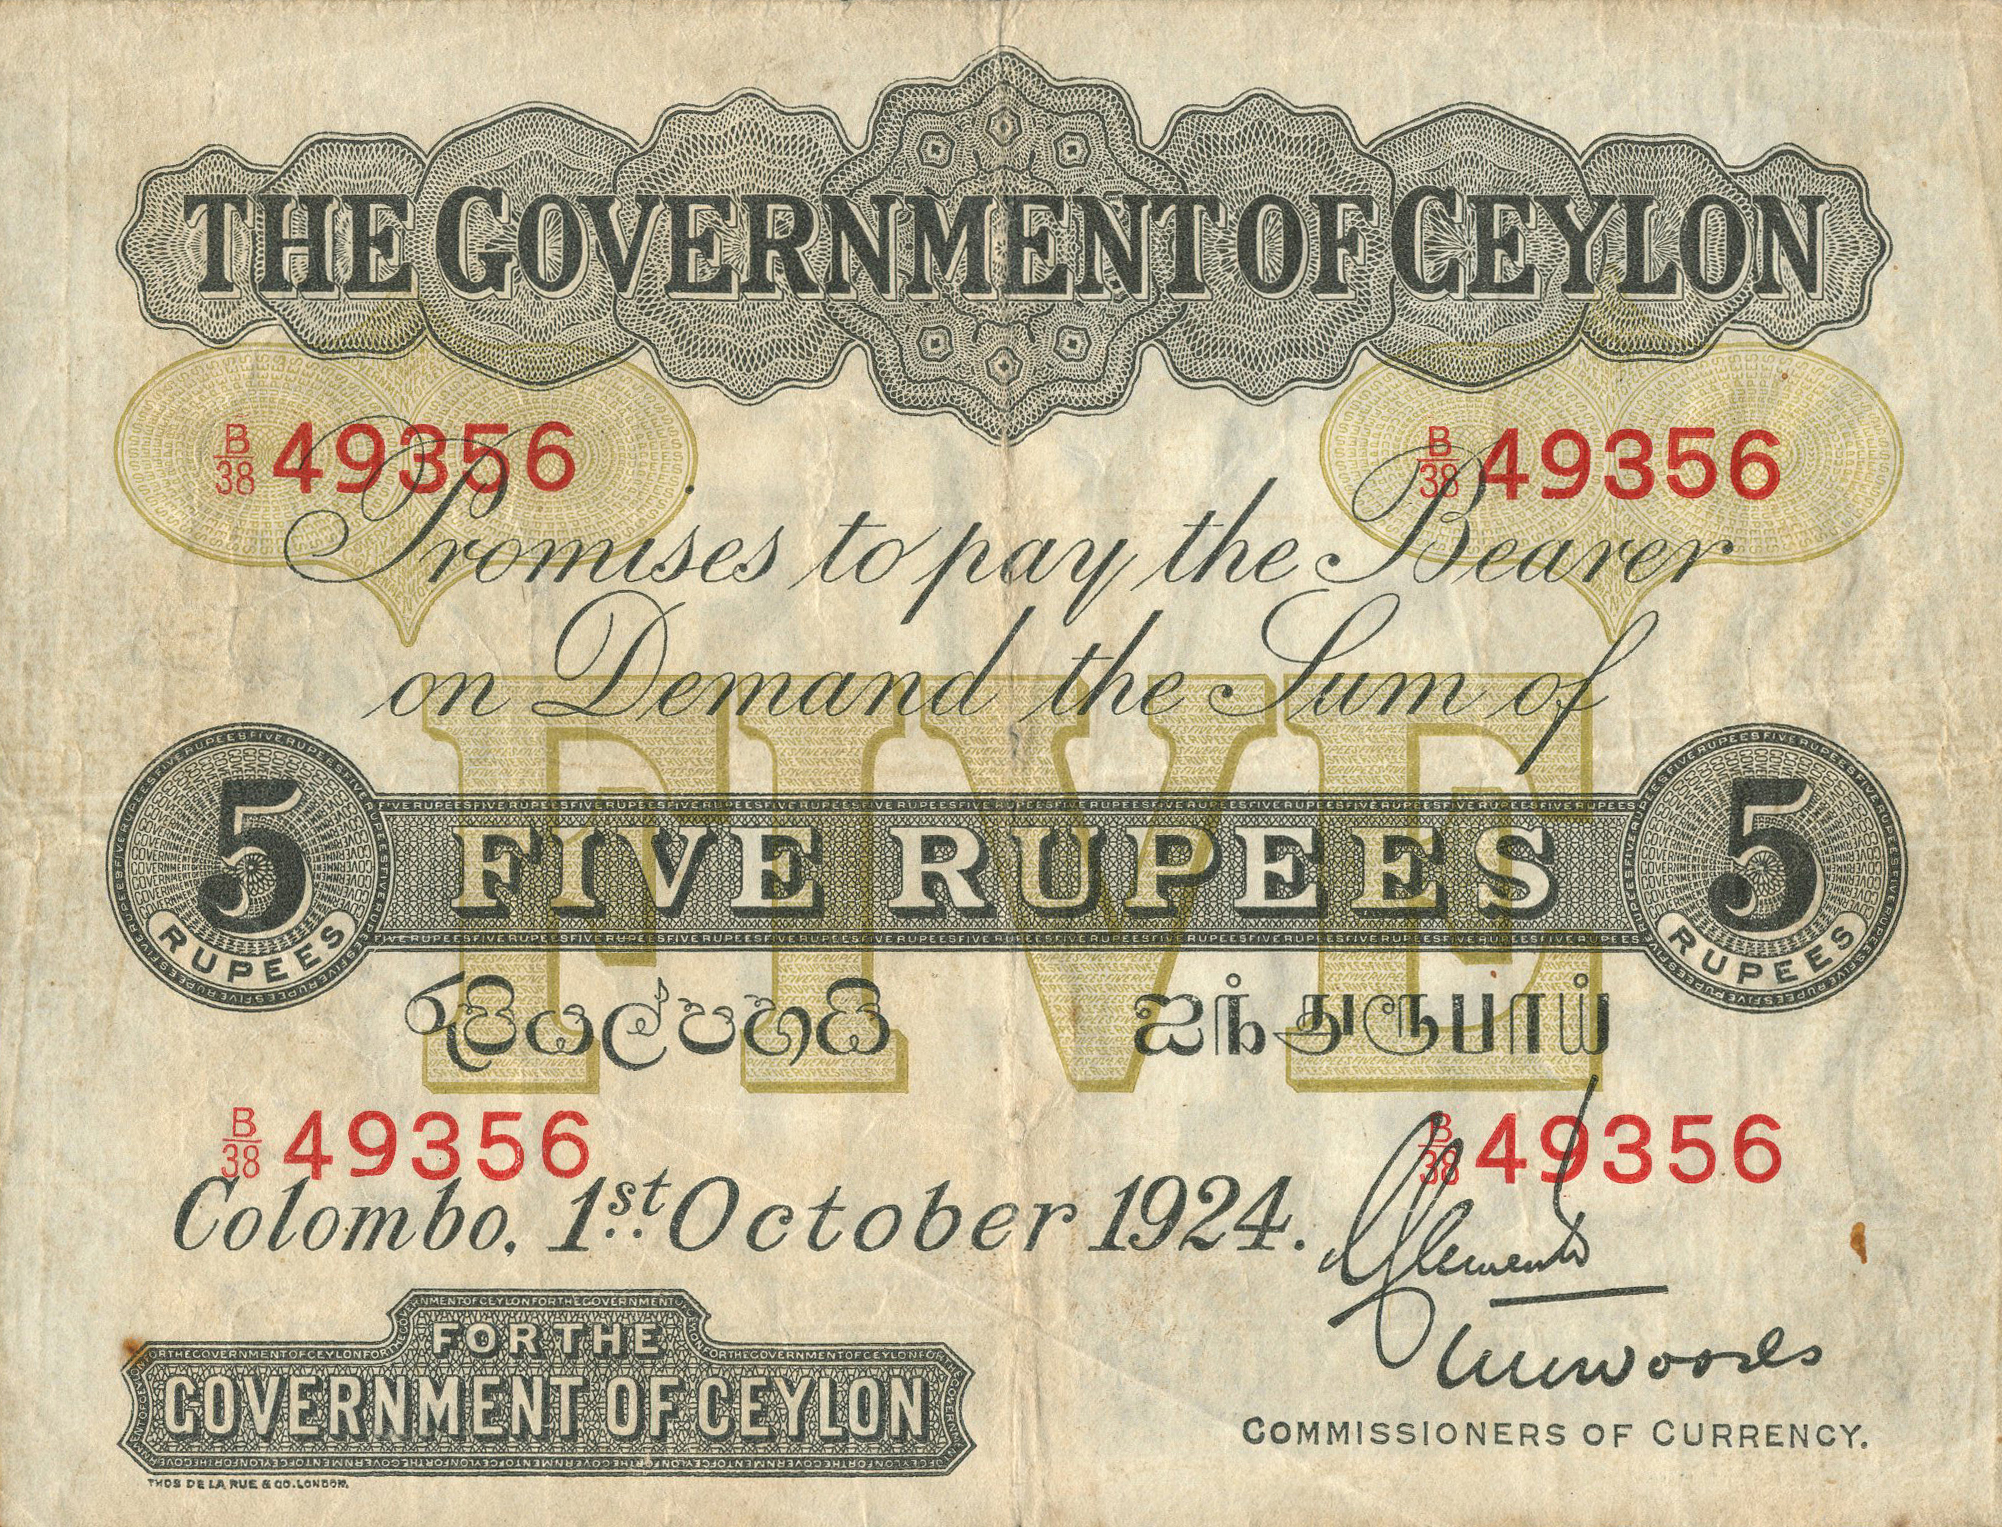 THE GOVERNMENT OF CEYLON
B/38 49356 B/38 49356
Promises to pay the Bearer
on Demand the Sum of
FIVE
5 RUPEES FIVE RUPEES 5 RUPEES
රුපියල් පහයි ஐந்துரூபாய்
B/38 49356 B/38 49356
Colombo, 1st. October 1924.
FOR THE
GOVERNMENT OF CEYLON
Woods
COMMISSIONERS OF CURRENCY.
THOS DE LA RUE & CO. LONDON.